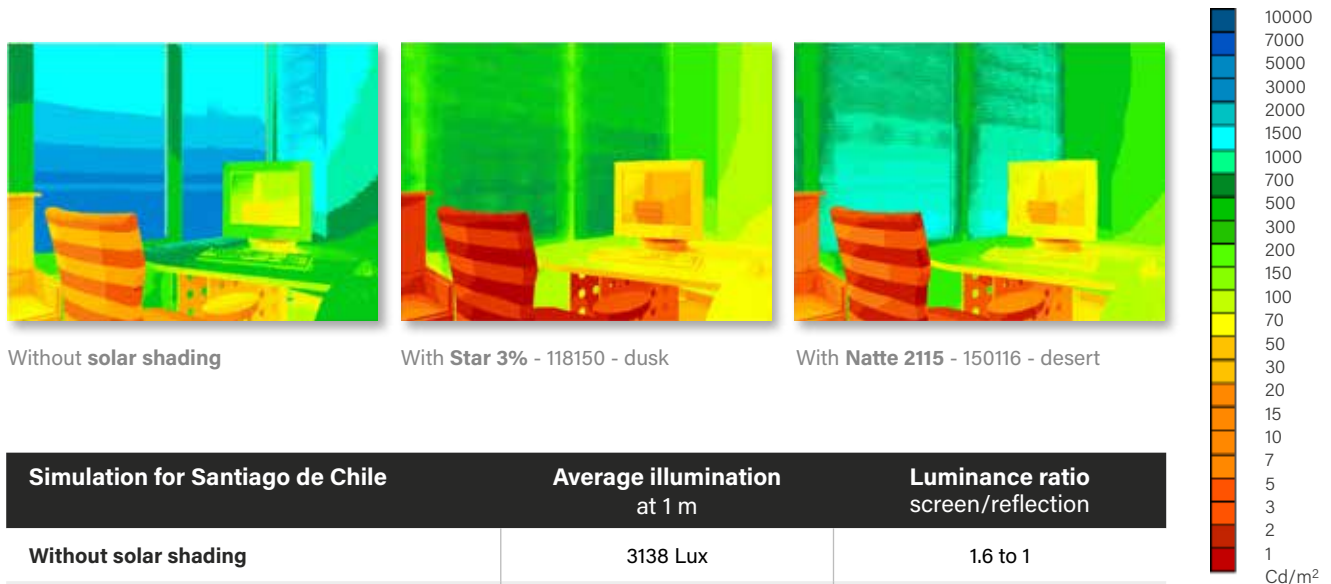 10000
7000
5000
3000
2000
1500
1000
700
500
300
200
150
100
70
50
30
20
15
10
7
5
3
2
1
Cd/m²
Without solar shading
With Star 3% - 118150 - dusk
With Natte 2115 - 150116 - desert
Simulation for Santiago de Chile
Average illumination
at 1 m
Luminance ratio
screen/reflection
Without solar shading
3138 Lux
1.6 to 1